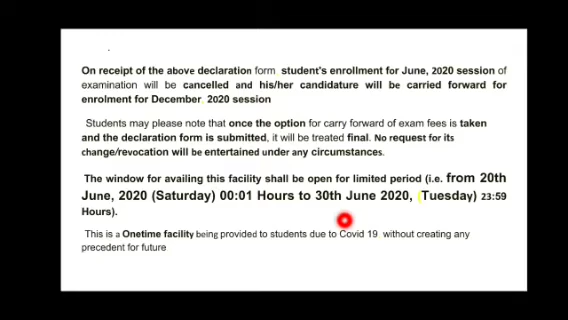 On receipt of the above declaration form student's enrollment for June, 2020 session of
examination will be cancelled and his/her candidature will be carried forward for
enrolment for December, 2020 session
Students may please note that once the option for carry forward of exam fees is taken
and the declaration form is submitted, it will be treated final. No request for its
change/revocation will be entertained under any circumstances.
The window for availing this facility shall be open for limited period (i.e. from 20th
June, 2020 (Saturday) 00:01 Hours to 30th June 2020, (Tuesday) 23:59
Hours).
This is a Onetime facility being provided to students due to Covid 19 without creating any
precedent for future